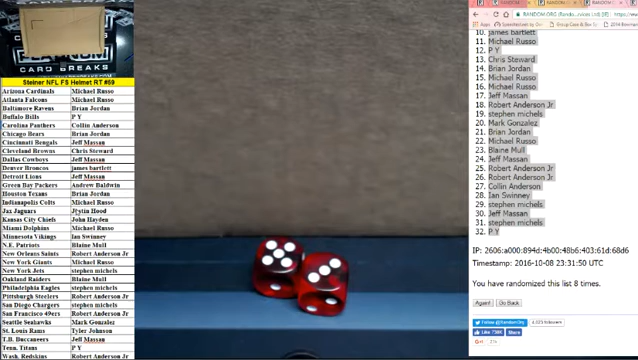 PLATINUM
CARD BREAKS
Steiner NFL FS Helmet RT #69
Arizona Cardinals Michael Russo
Atlanta Falcons Michael Russo
Baltimore Ravens Brian Jordan
Buffalo Bills P Y
Carolina Panthers Collin Anderson
Chicago Bears Brian Jordan
Cincinnati Bengals Jeff Massan
Cleveland Browns Chris Steward
Dallas Cowboys Jeff Massan
Denver Broncos james bartlett
Detroit Lions Jeff Massan
Green Bay Packers Andrew Baldwin
Houston Texans Brian Jordan
Indianapolis Colts Michael Russo
Jax Jaguars Hood
Kansas City Chiefs John Hayden
Miami Dolphins Michael Russo
Minnesota Vikings Ian Swinney
N.E. Patriots Blaine Mull
New Orleans Saints Robert Anderson Jr
New York Giants Michael Russo
New York Jets stephen michels
Oakland Raiders Blaine Mull
Philadelphia Eagles stephen michels
Pittsburgh Steelers Robert Anderson Jr
San Diego Chargers stephen michels
San Francisco 49ers Robert Anderson Jr
Seattle Seahawks Mark Gonzalez
St. Louis Rams Tyler Johnson
T.B. Buccaneers Jeff Massan
Tenn. Titans P Y
Wash. Redskins Robert Anderson Jr
10. james bartlett
11. Michael Russo
12. P Y
13. Chris Steward
14. Brian Jordan
15. Michael Russo
16. Michael Russo
17. Jeff Massan
18. Robert Anderson Jr
19. stephen michels
20. Mark Gonzalez
21. Brian Jordan
22. Michael Russo
23. Blaine Mull
24. Jeff Massan
25. Robert Anderson Jr
26. Robert Anderson Jr
27. Collin Anderson
28. Ian Swinney
29. stephen michels
30. Jeff Massan
31. stephen michels
32. P Y
IP: 2606:a000:894d:4b00:48b6:403:61d:68d6
Timestamp: 2016-10-08 23:31:50 UTC
You have randomized this list 8 times.
Again! Go Back